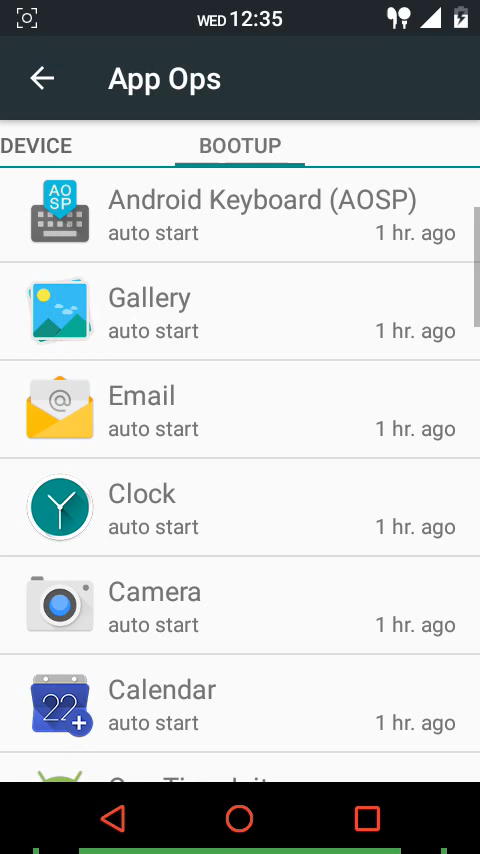 WED 12:35
App Ops
DEVICE BOOTUP
AO
SP
Android Keyboard (AOSP)
auto start 1 hr. ago
Gallery
auto start 1 hr. ago
@
Email
auto start 1 hr. ago
Clock
auto start 1 hr. ago
Camera
auto start 1 hr. ago
22
Calendar
auto start 1 hr. ago